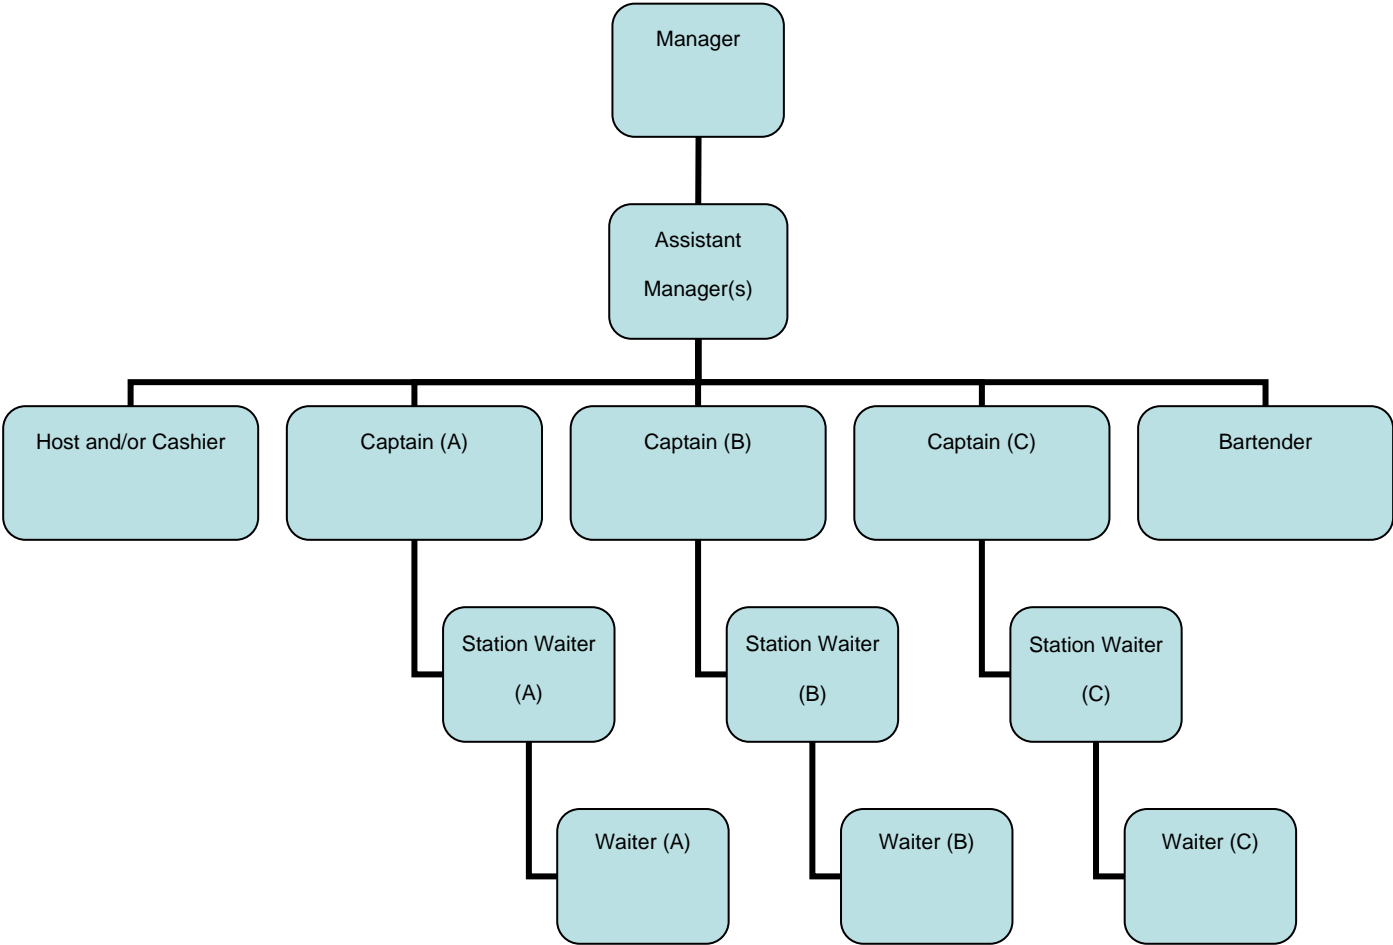 Manager
Assistant
Manager(s)
Host and/or Cashier
Captain (A)
Captain (B)
Captain (C)
Bartender
Station Waiter
(A)
Station Waiter
(B)
Station Waiter
(C)
Waiter (A)
Waiter (B)
Waiter (C)